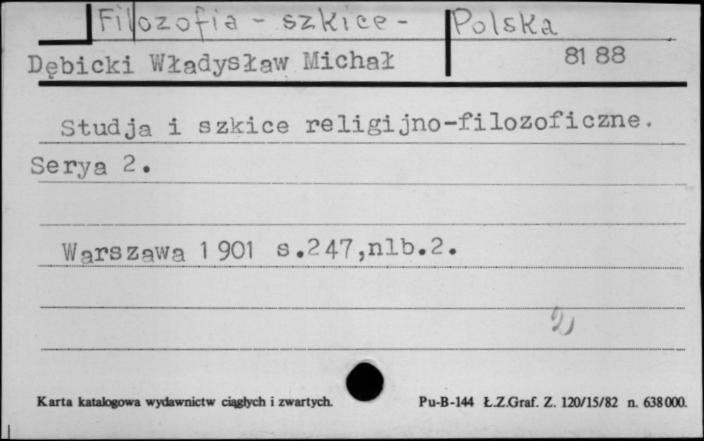 Filozofia - szkice - Polska
Dębicki Władysław Michał 81 88
Studja i szkice religijno-filozoficzne.
Serya 2.
Warszawa 1901 s.247,nlb.2.
2)
Karta katalogowa wydawnictw ciągłych i zwartych. Pu-B-144 Ł.Z.Graf. Z. 120/15/82 n. 638000.